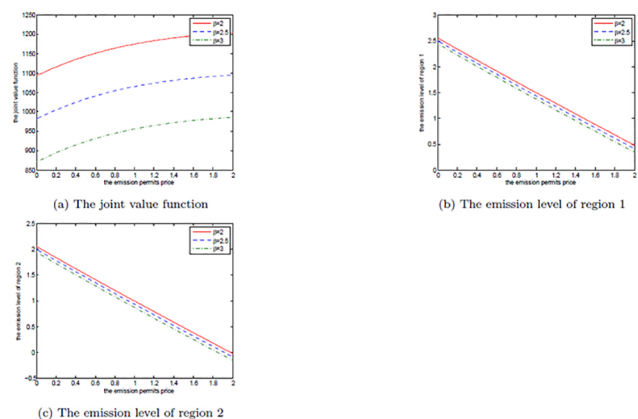 1250
1200
1150
1100
1050
1000
950
900
850
the joint value function
0 0.2 0.4 0.6 0.8 1 1.2 1.4 1.6 1.8 2
the emission permits price
β=2
β=2.5
β=3
(a) The joint value function
3
2.5
2
1.5
1
0.5
0
the emission level of region 1
0 0.2 0.4 0.6 0.8 1 1.2 1.4 1.6 1.8 2
the emission permits price
β=2
β=2.5
β=3
(b) The emission level of region 1
2.5
2
1.5
1
0.5
0
-0.5
the emission level of region 2
0 0.2 0.4 0.6 0.8 1 1.2 1.4 1.6 1.8 2
the emission permits price
β=2
β=2.5
β=3
(c) The emission level of region 2